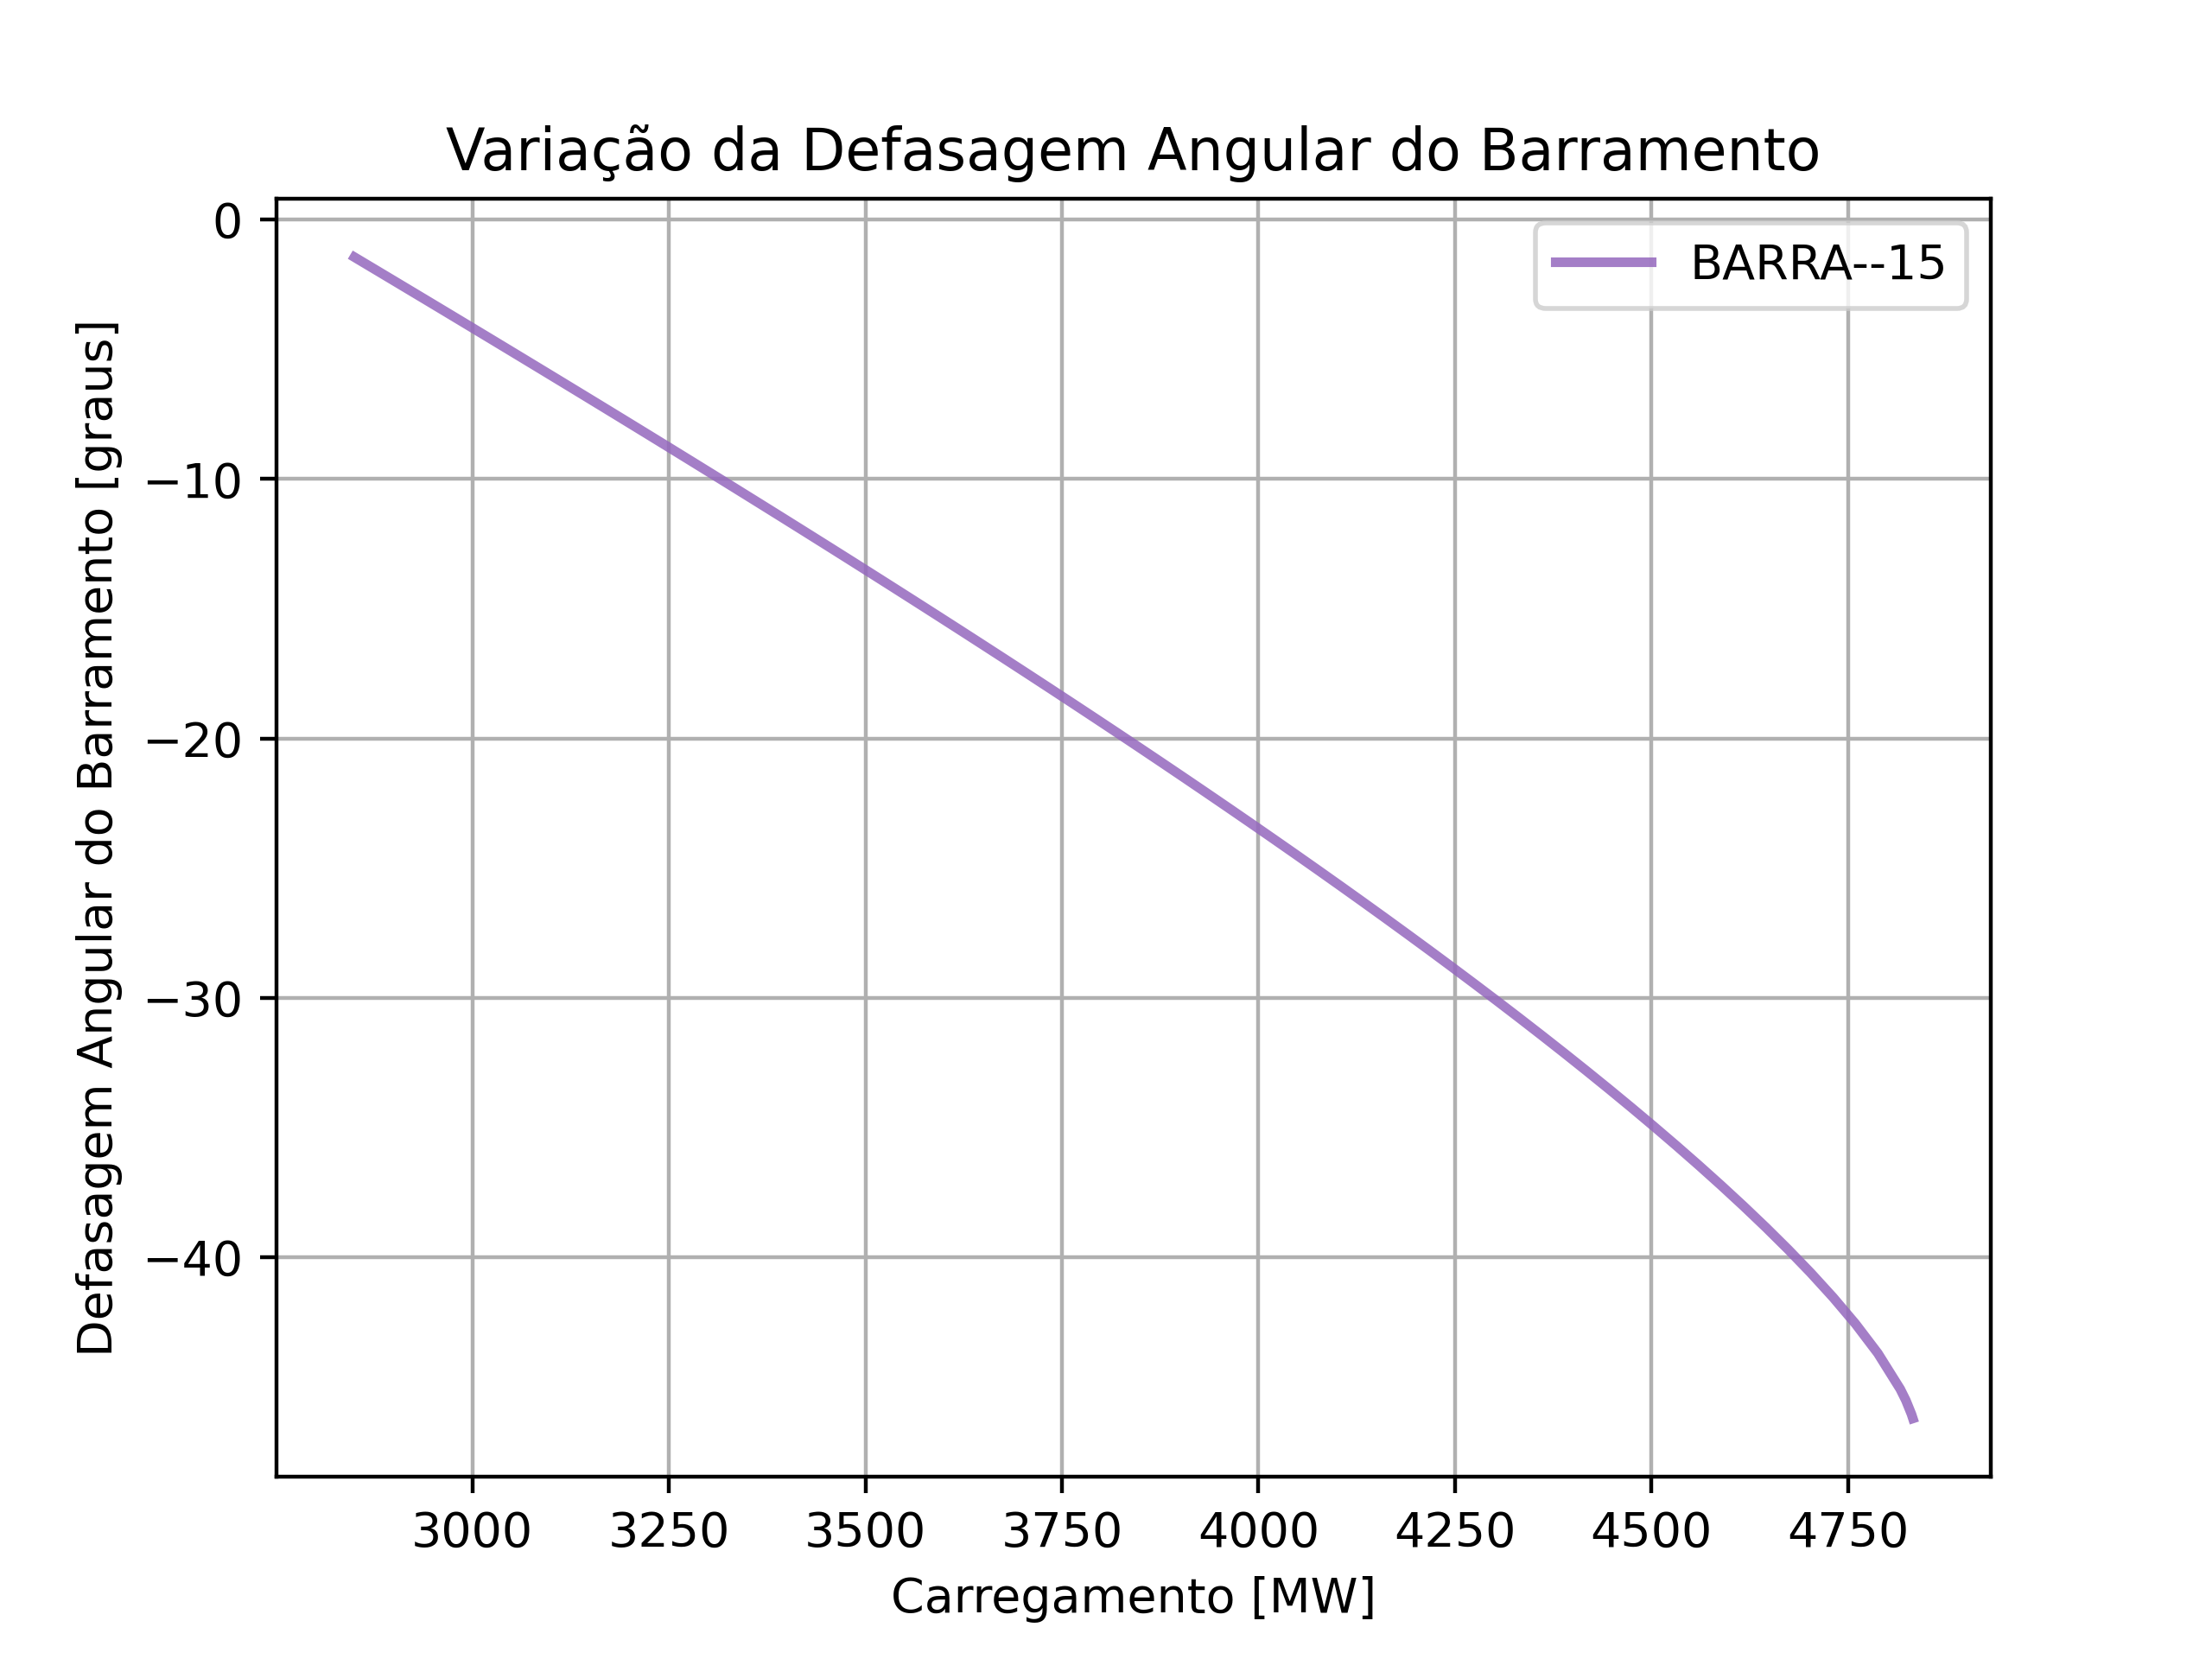 Variação da Defasagem Angular do Barramento
BARRA--15
Defasagem Angular do Barramento [graus]
0
−10
−20
−30
−40
3000 3250 3500 3750 4000 4250 4500 4750
Carregamento [MW]